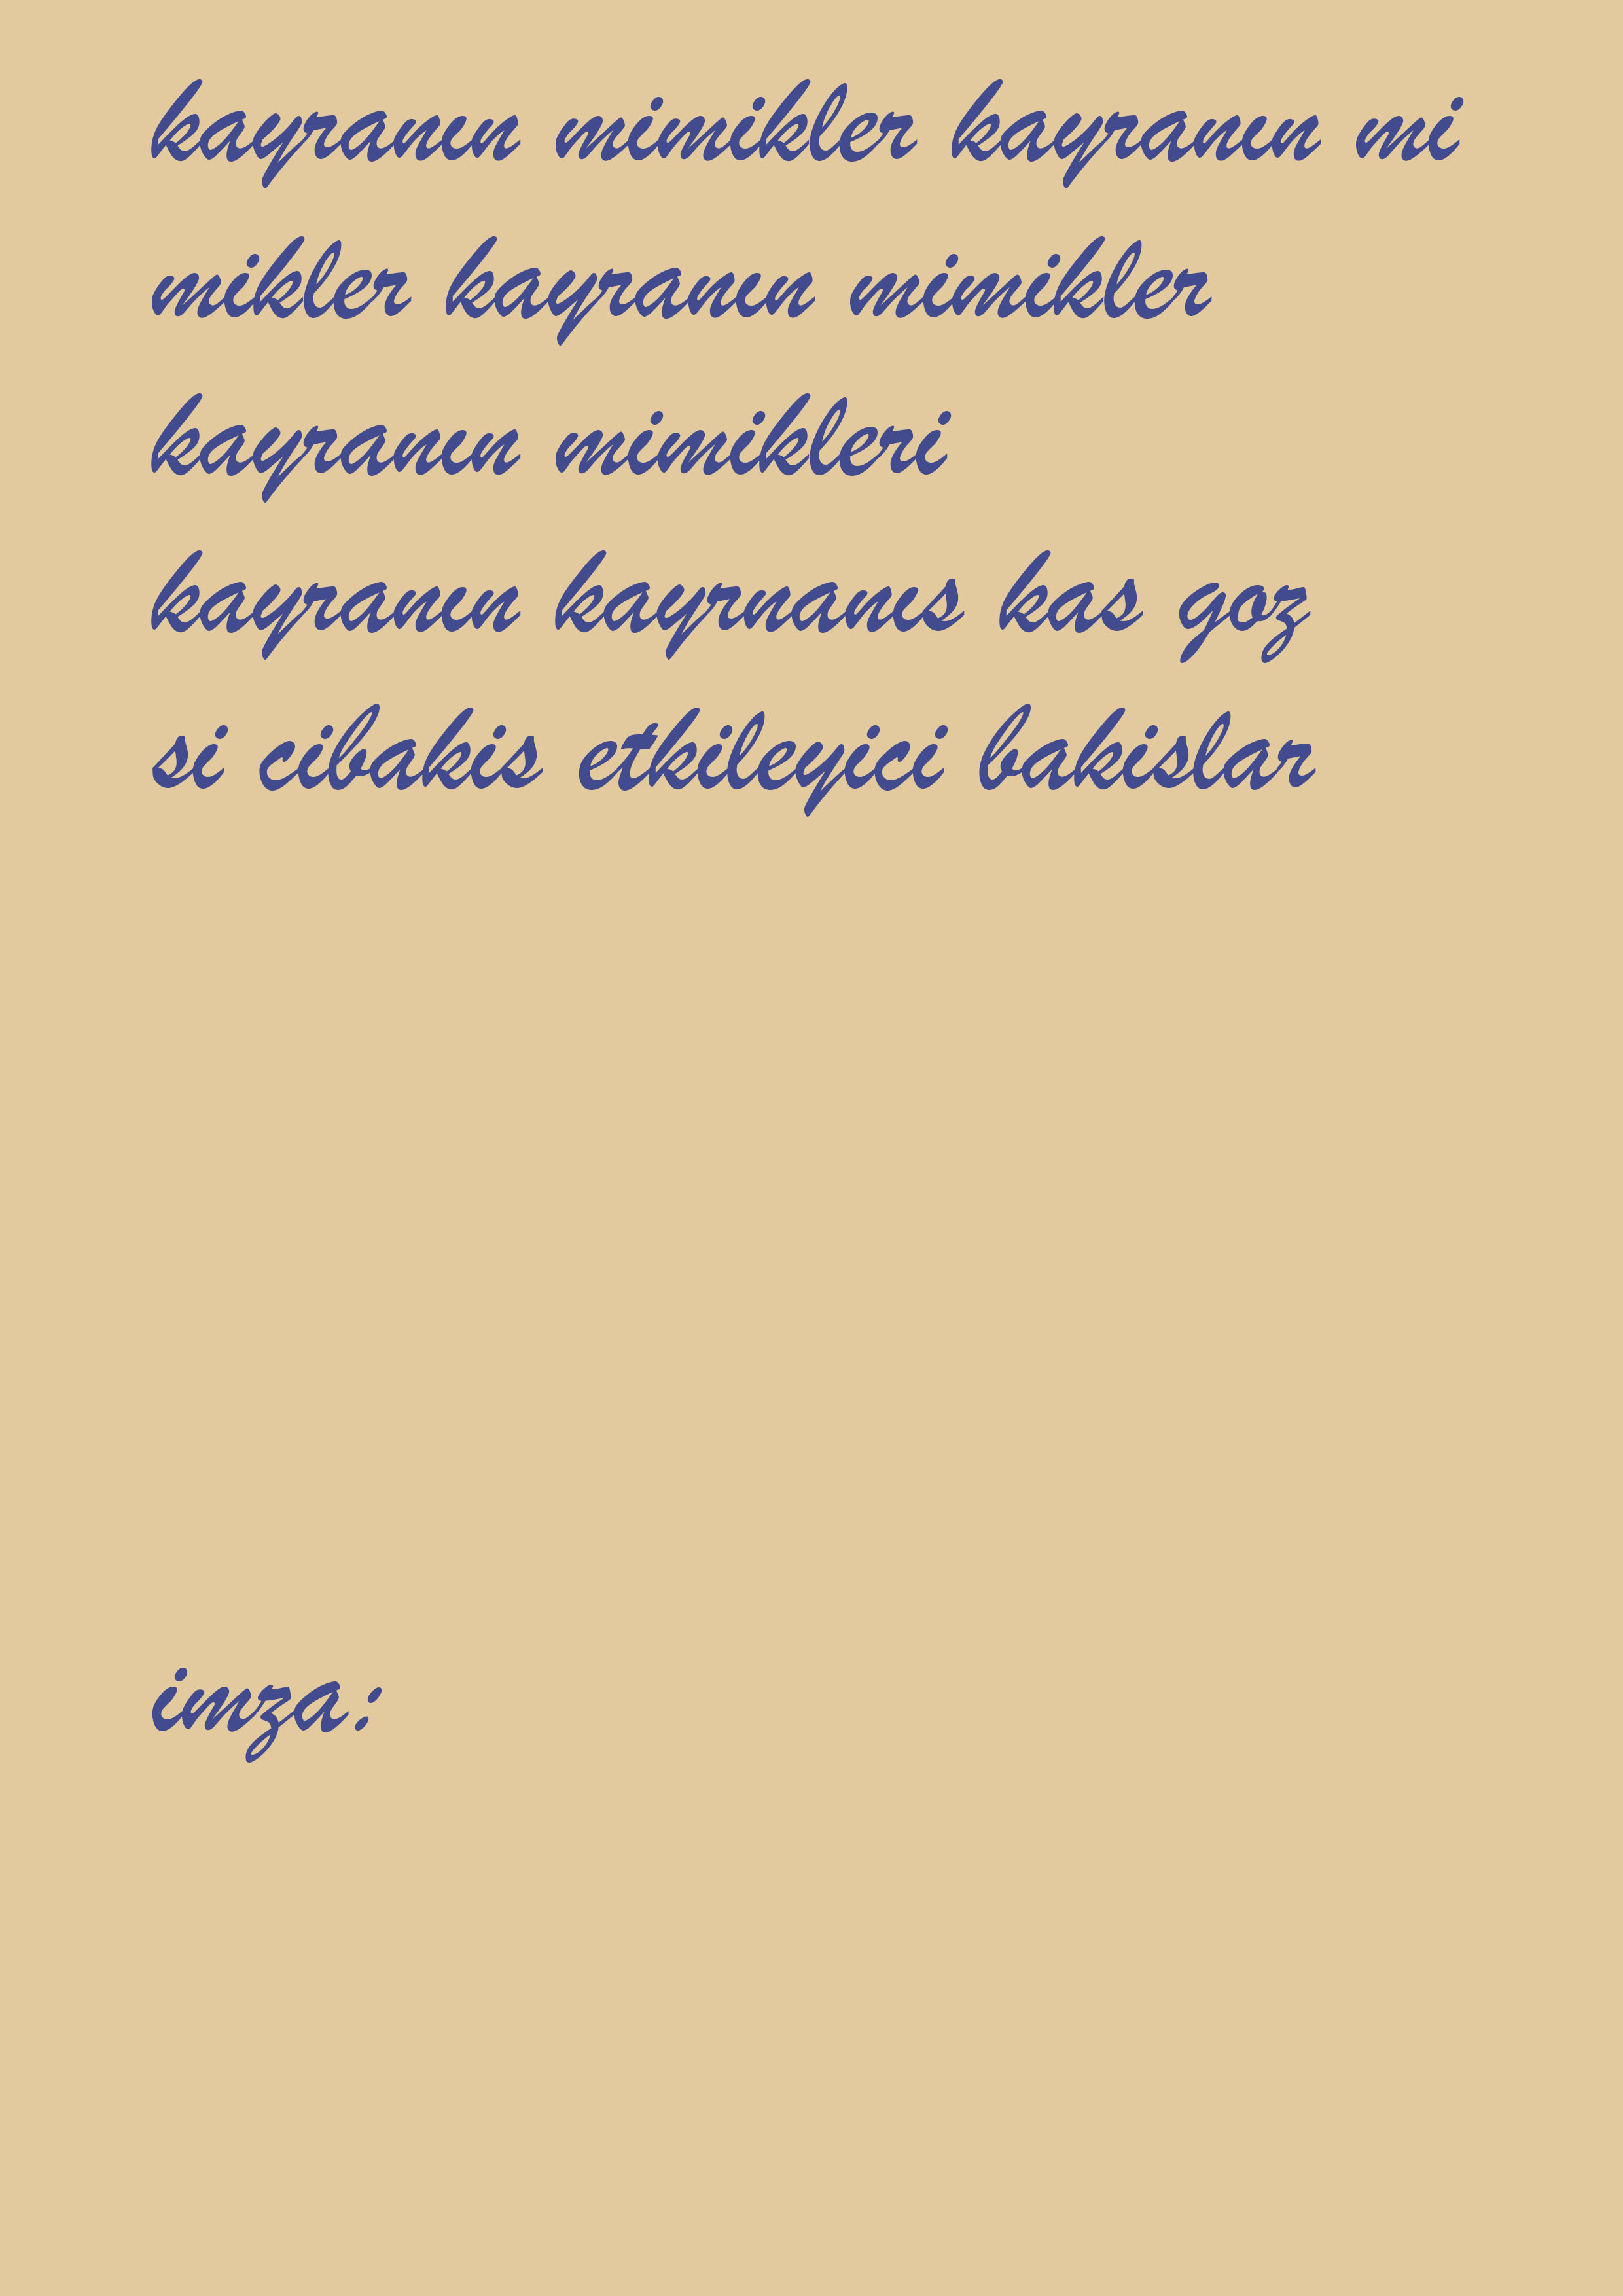 kayranın mimikler kayranın mi
mikler kayranın mimikler
kayranın mimikleri
kayranın kayrnanıs kas goz
si cibakis etkileyici bakislar
imza: